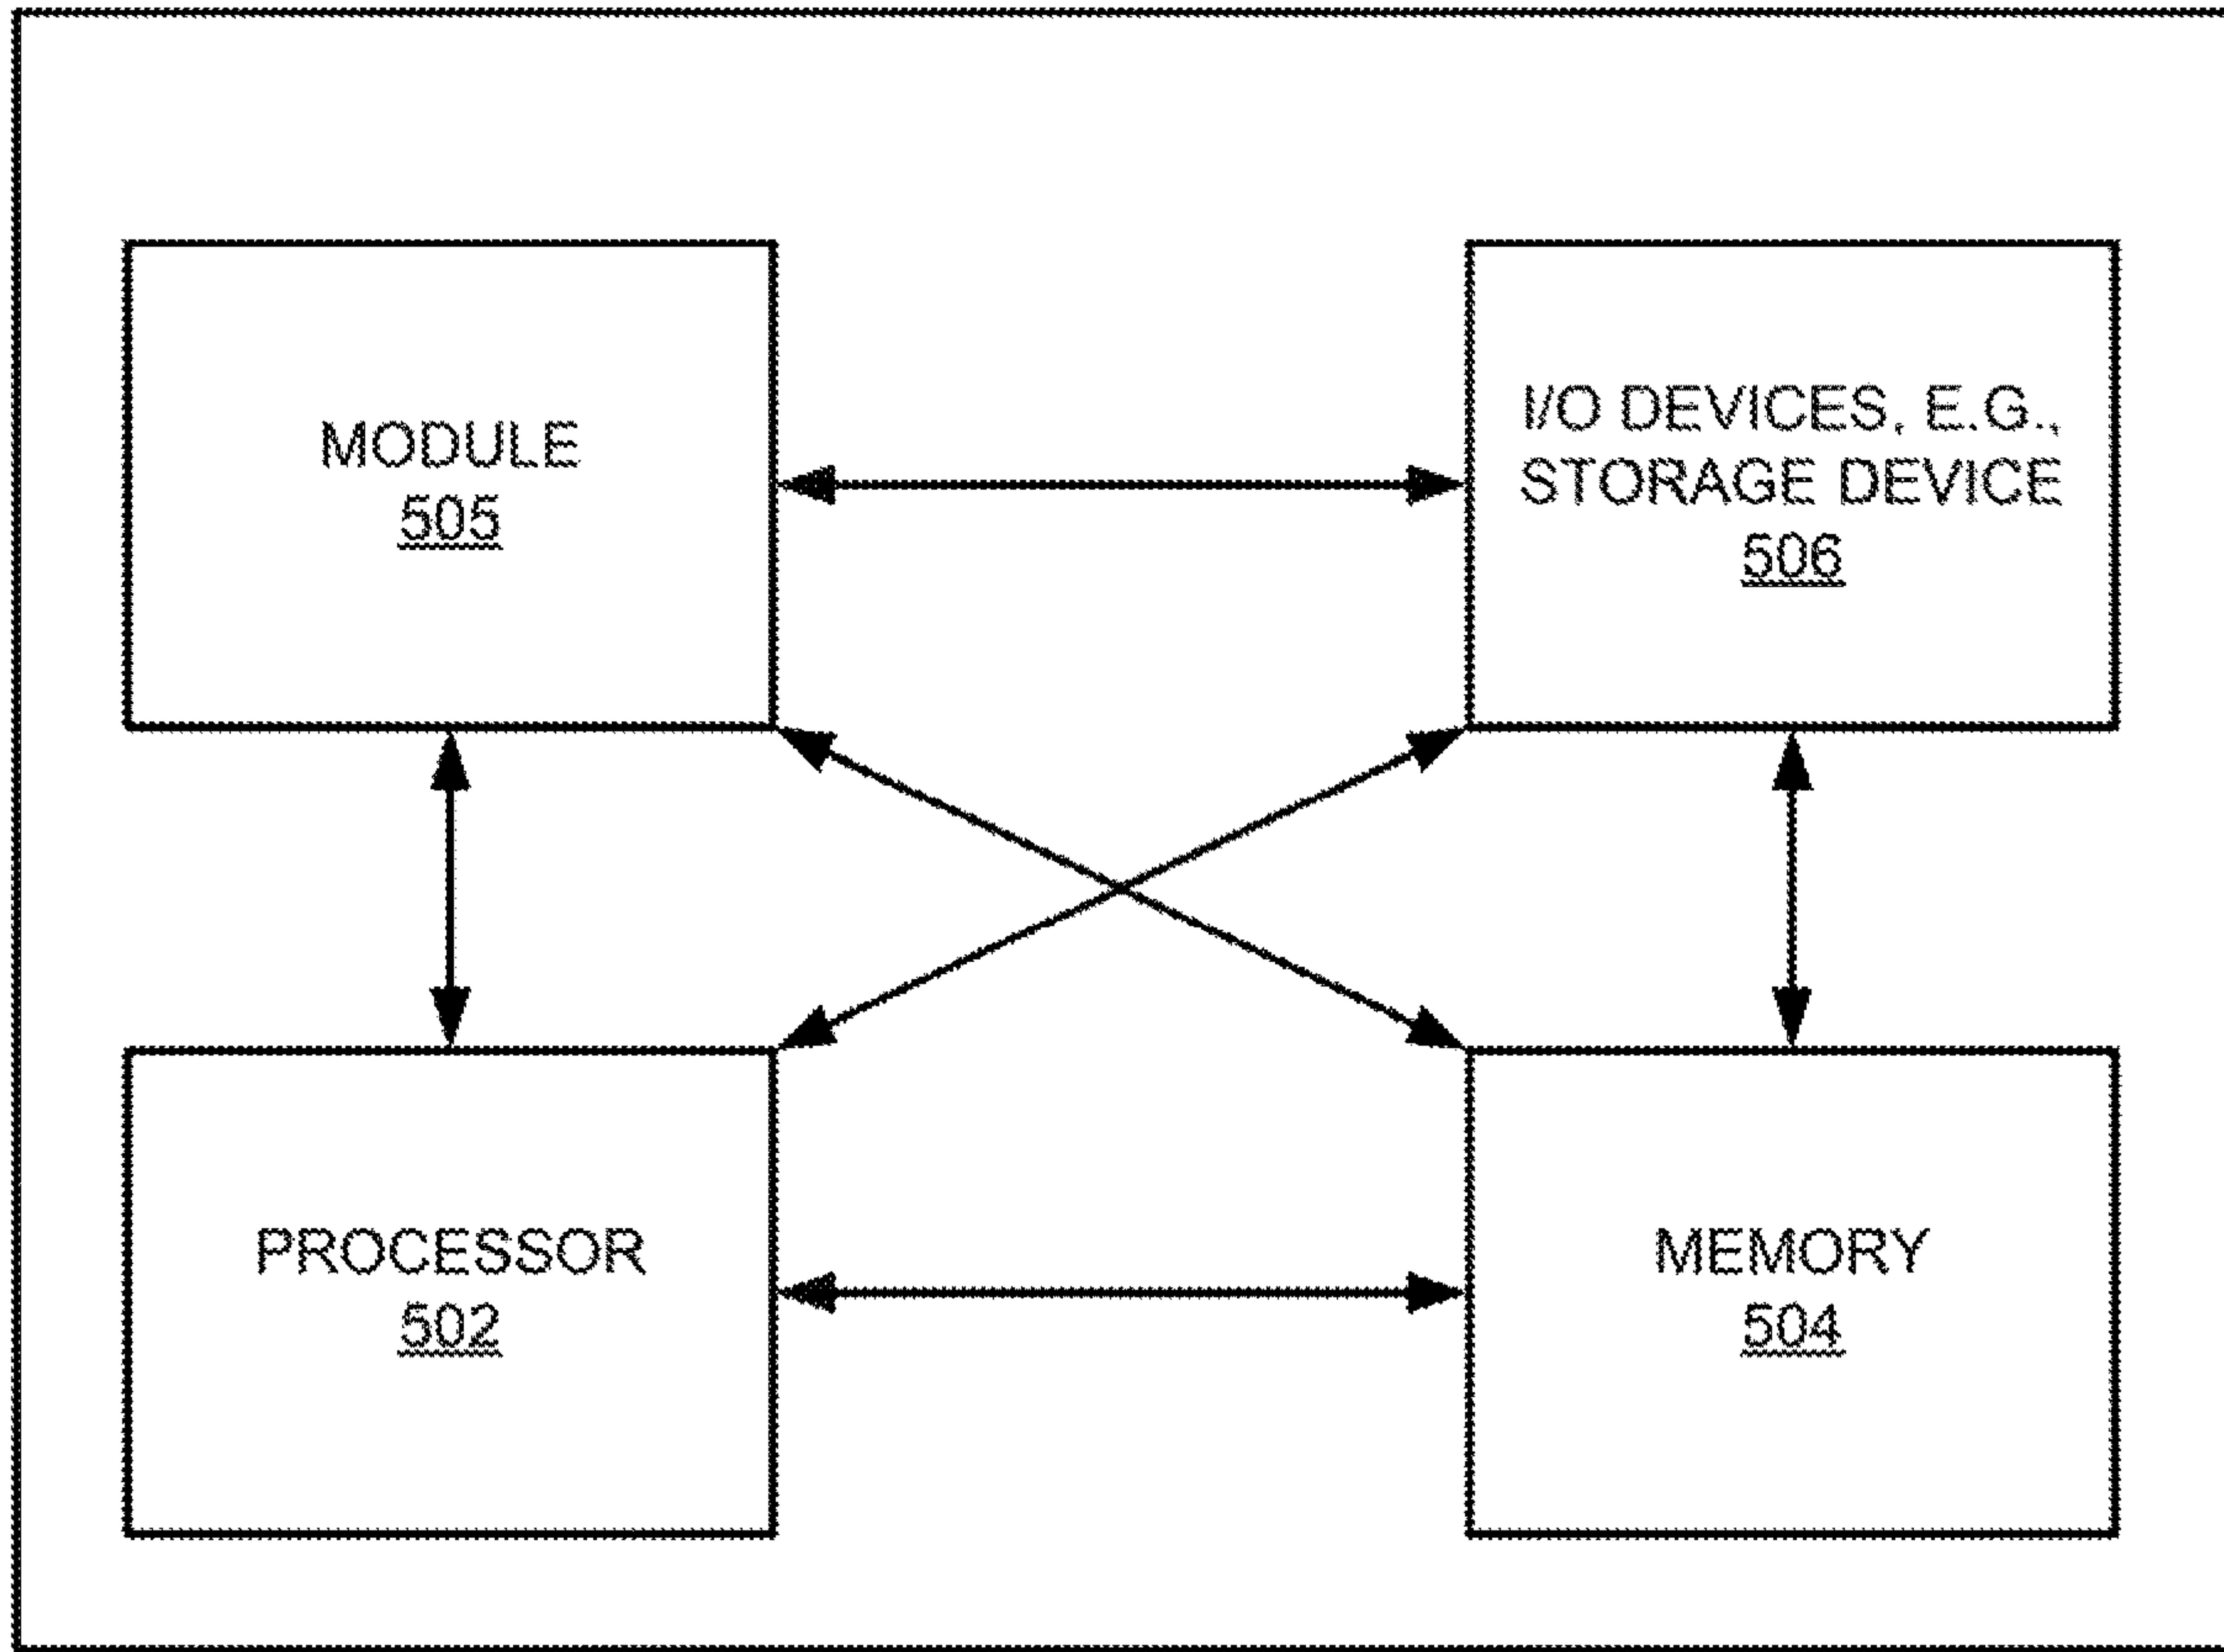 MODULE
505
I/O DEVICES, E.G.,
STORAGE DEVICE
506
PROCESSOR
502
MEMORY
504